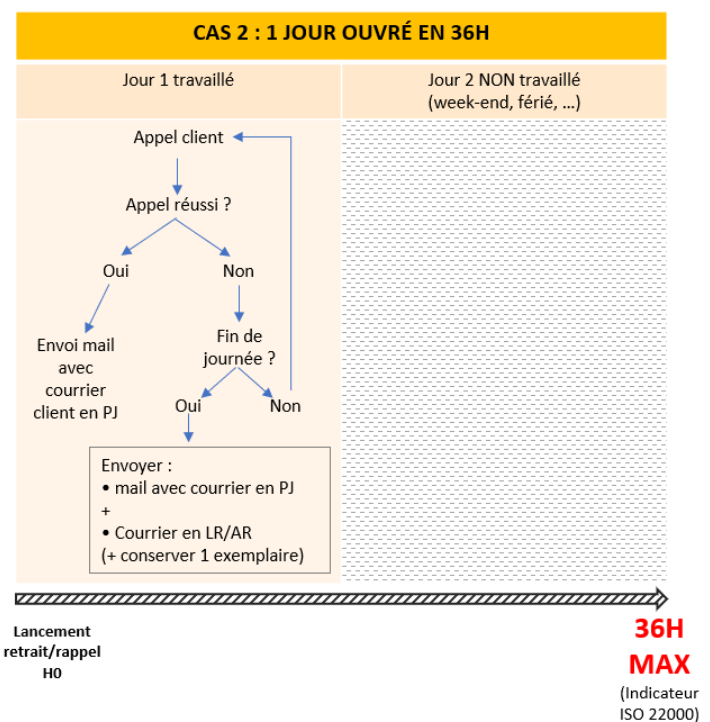 CAS 2 : 1 JOUR OUVRÉ EN 36H
Jour 1 travaillé
Jour 2 NON travaillé
(week-end, férié, …)
Appel client
Appel réussi ?
Oui
Non
Envoi mail
avec
courrier
client en PJ
Fin de
journée ?
Oui
Non
Envoyer :
• mail avec courrier en PJ
+
• Courrier en LR/AR
(+ conserver 1 exemplaire)
Lancement
retrait/rappel
H0
36H
MAX
(Indicateur
ISO 22000)